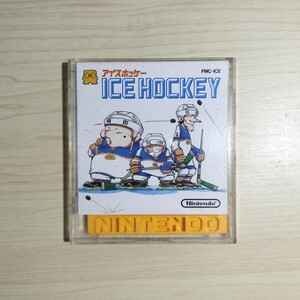 アイスホッケー
FMC-ICE
ICE HOCKEY
Nintendo
NINTENDO